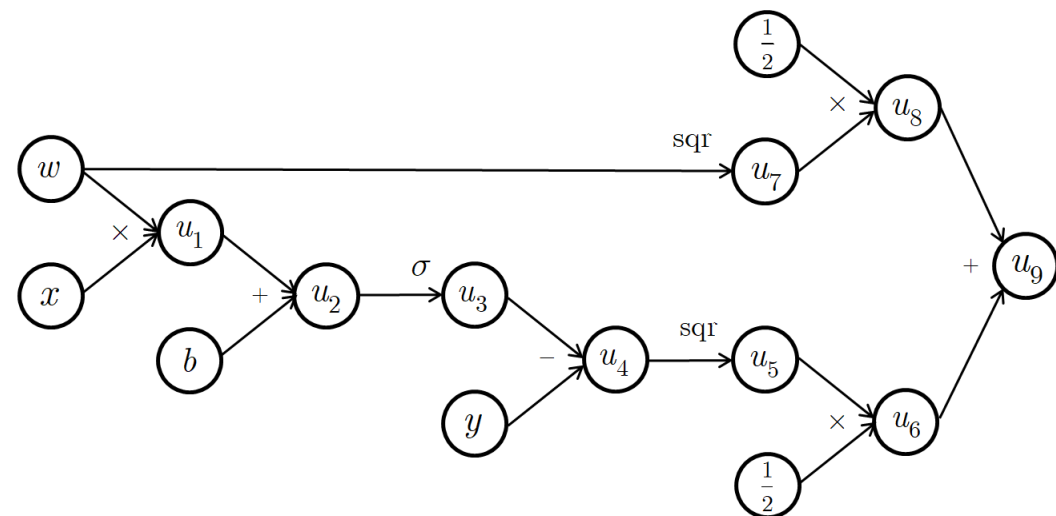 1/2
×
u₈
sqr
w
u₇
×
u₁
+
u₉
x
σ
+
u₂
u₃
sqr
b
−
u₄
u₅
y
×
u₆
1/2